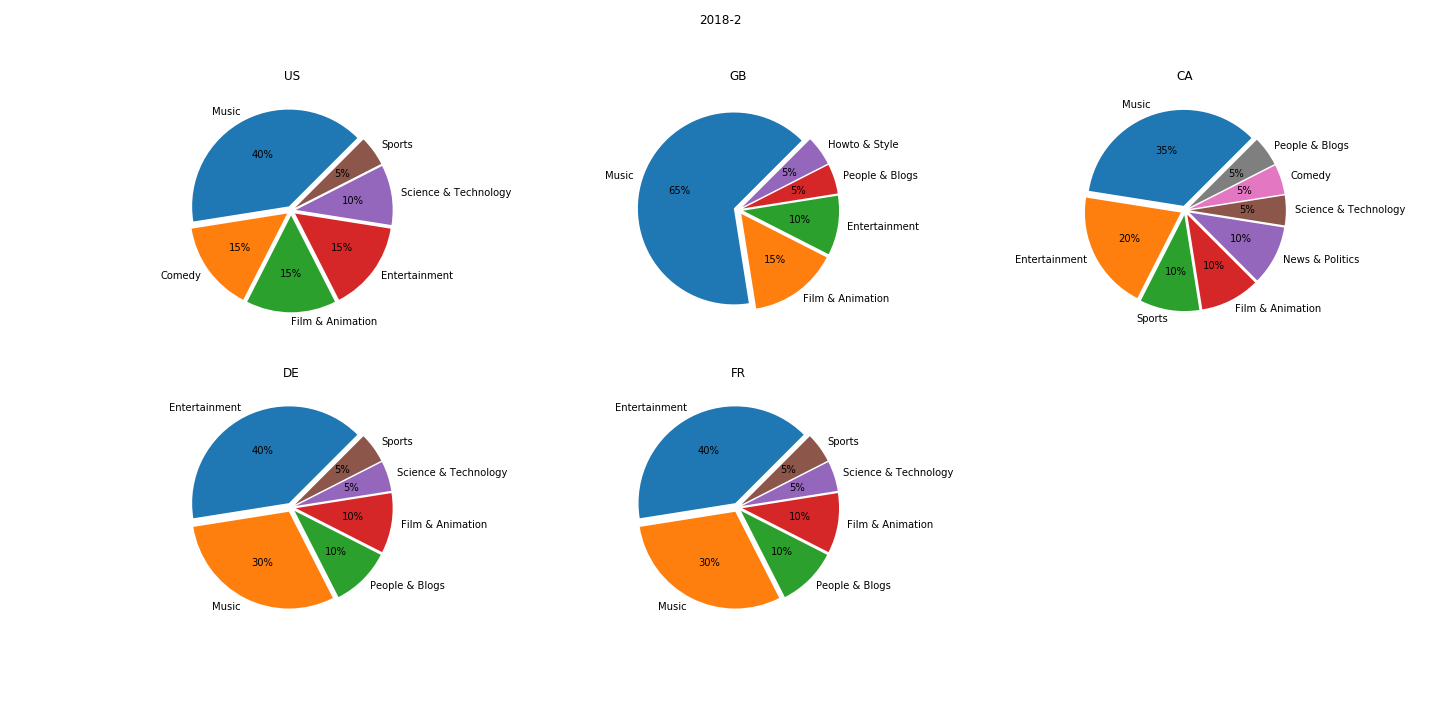 2018-2
US
Music
40%
Comedy
15%
Film & Animation
15%
Entertainment
15%
Science & Technology
10%
Sports
5%
GB
Music
65%
Film & Animation
15%
Entertainment
10%
People & Blogs
5%
Howto & Style
5%
CA
Music
35%
Entertainment
20%
Sports
10%
Film & Animation
10%
News & Politics
10%
Science & Technology
5%
Comedy
5%
People & Blogs
5%
DE
Entertainment
40%
Music
30%
People & Blogs
10%
Film & Animation
10%
Science & Technology
5%
Sports
5%
FR
Entertainment
40%
Music
30%
People & Blogs
10%
Film & Animation
10%
Science & Technology
5%
Sports
5%